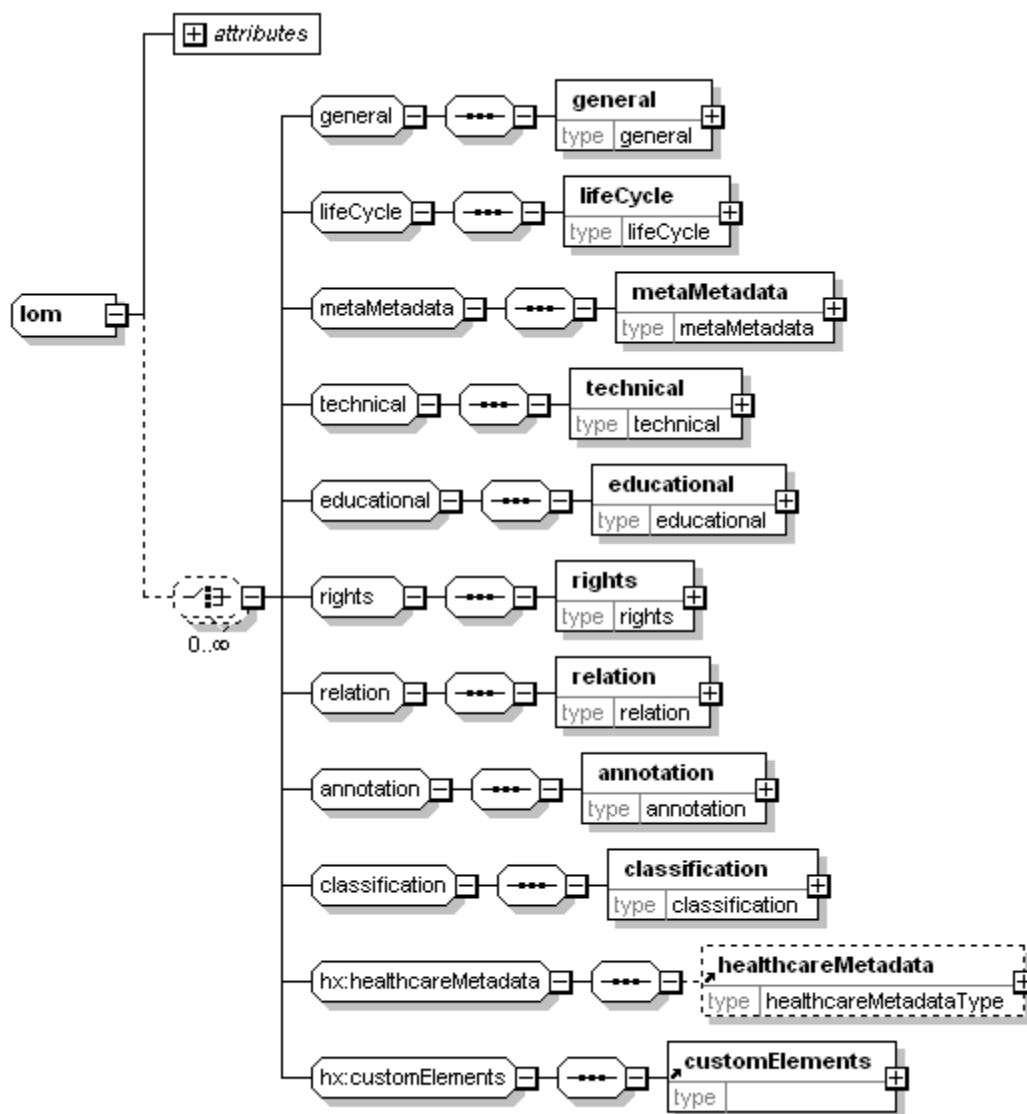 attributes
general
general
type general
lifeCycle
lifeCycle
type lifeCycle
lom
metaMetadata
metaMetadata
type metaMetadata
technical
technical
type technical
educational
educational
type educational
0..∞
rights
rights
type rights
relation
relation
type relation
annotation
annotation
type annotation
classification
classification
type classification
hx:healthcareMetadata
healthcareMetadata
type healthcareMetadataType
hx:customElements
customElements
type